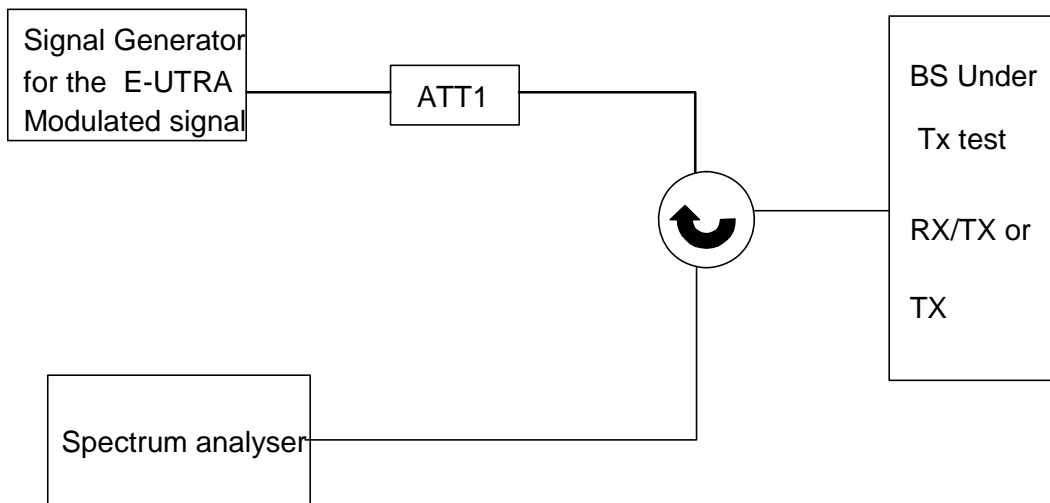 Signal Generator
for the E-UTRA
Modulated signal
ATT1
BS Under
Tx test
RX/TX or
TX
Spectrum analyser